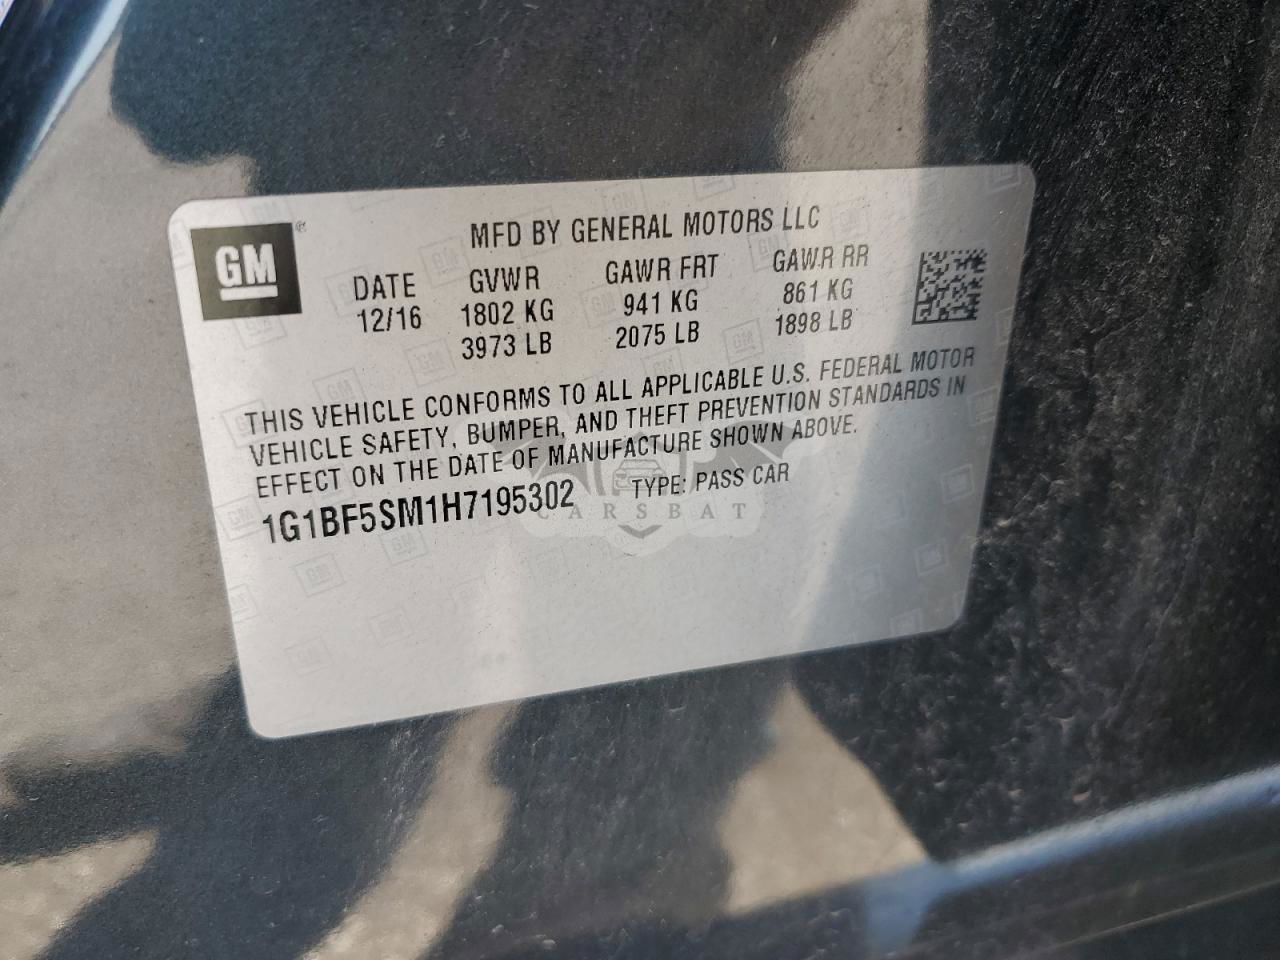 GM
MFD BY GENERAL MOTORS LLC
DATE GVWR GAWR FRT GAWR RR
12/16 1802 KG 941 KG 861 KG
3973 LB 2075 LB 1898 LB
THIS VEHICLE CONFORMS TO ALL APPLICABLE U.S. FEDERAL MOTOR
VEHICLE SAFETY, BUMPER, AND THEFT PREVENTION STANDARDS IN
EFFECT ON THE DATE OF MANUFACTURE SHOWN ABOVE.
1G1BF5SM1H7195302 TYPE: PASS CAR
CARSBAT